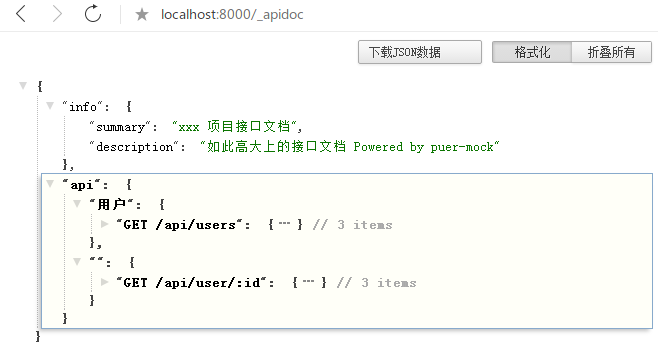 localhost:8000/_apidoc
下载JSON数据 格式化 折叠所有
{
"info": {
"summary": "xxx 项目接口文档",
"description": "如此高大上的接口文档 Powered by puer-mock"
},
"api": {
"用户": {
"GET /api/users": {┅} // 3 items
},
"": {
"GET /api/user/:id": {┅} // 3 items
}
}
}